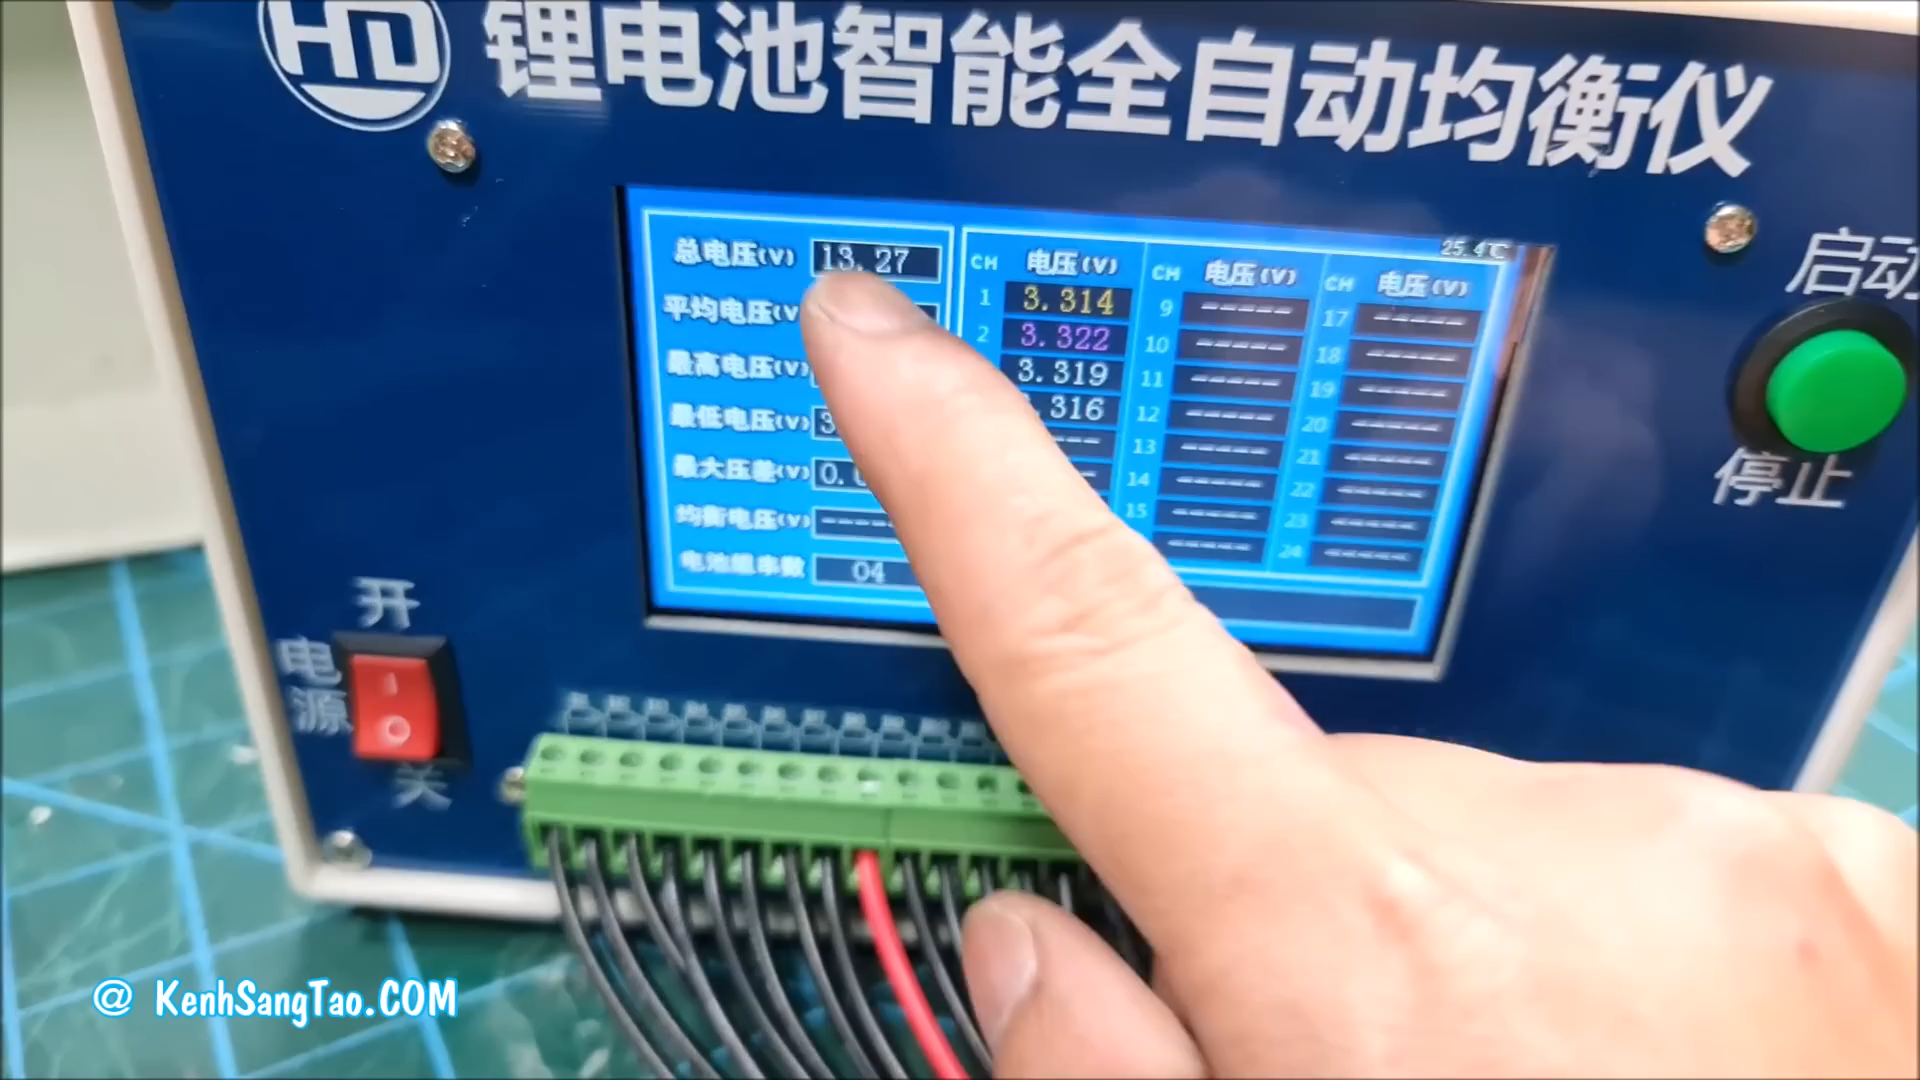 HD 锂电池智能全自动均衡仪
25.4℃
总电压(V) 13.27
平均电压(V)
最高电压(V)
最低电压(V) 3
最大压差(V) 0.0
均衡电压(V) -----
电池组串数 04
CH 电压(V) CH 电压(V) CH 电压(V)
1 3.314 9 ----- 17 -----
2 3.322 10 ----- 18 -----
3.319 11 ----- 19 -----
.316 12 ----- 20 -----
13 ----- 21 -----
14 ----- 22 -----
15 ----- 23 -----
----- 24 -----
启动
停止
开
电源
I
O
关
@ KenhSangTao.COM